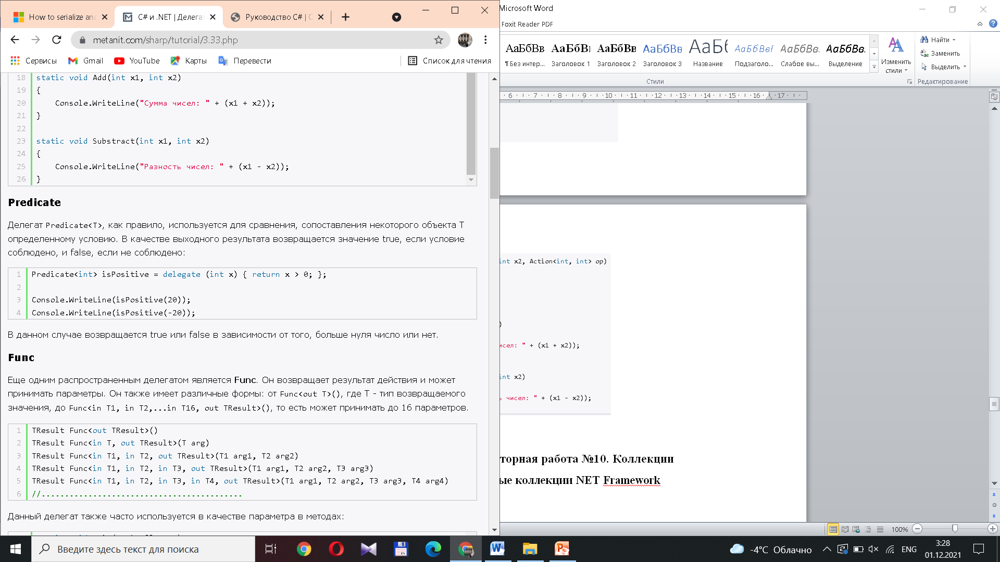 How to serialize an
C# и .NET | Делега
Руководство C# | С
metanit.com/sharp/tutorial/3.33.php
Сервисы
Gmail
YouTube
Карты
Перевести
Список для чтения
18 static void Add(int x1, int x2)
19 {
20 Console.WriteLine("Сумма чисел: " + (x1 + x2));
21 }
22
23 static void Substract(int x1, int x2)
24 {
25 Console.WriteLine("Разность чисел: " + (x1 - x2));
26 }
Predicate
Делегат Predicate<T>, как правило, используется для сравнения, сопоставления некоторого объекта T
определенному условию. В качестве выходного результата возвращается значение true, если условие
соблюдено, и false, если не соблюдено:
1 Predicate<int> isPositive = delegate (int x) { return x > 0; };
2
3 Console.WriteLine(isPositive(20));
4 Console.WriteLine(isPositive(-20));
В данном случае возвращается true или false в зависимости от того, больше нуля число или нет.
Func
Еще одним распространенным делегатом является Func. Он возвращает результат действия и может
принимать параметры. Он также имеет различные формы: от Func<out T>(), где T - тип возвращаемого
значения, до Func<in T1, in T2,...in T16, out TResult>(), то есть может принимать до 16 параметров.
1 TResult Func<out TResult>()
2 TResult Func<in T, out TResult>(T arg)
3 TResult Func<in T1, in T2, out TResult>(T1 arg1, T2 arg2)
4 TResult Func<in T1, in T2, in T3, out TResult>(T1 arg1, T2 arg2, T3 arg3)
5 TResult Func<in T1, in T2, in T3, in T4, out TResult>(T1 arg1, T2 arg2, T3 arg3, T4 arg4)
6 //...........................................
Данный делегат также часто используется в качестве параметра в методах:
Microsoft Word
Foxit Reader PDF
АаБбВв АаБбВı АаБбВв АаБбВв АаБб АаБбВвІ АаБбВв. АаБбВв.
¶ Без интер... Заголовок 1 Заголовок 2 Заголовок 3 Название Подзаголо... Слабое вы... Выделение
Изменить
стили
Стили
Найти
Заменить
Выделить
Редактирование
6 7 8 9 10 11 12 13 14 15 16 17
int x2, Action<int, int> op)
)
исел: " + (x1 + x2));
int x2)
ь чисел: " + (x1 - x2));
торная работа №10. Коллекции
ые коллекции NET Framework
100%
Введите здесь текст для поиска
-4°C Облачно
ENG
3:28
01.12.2021